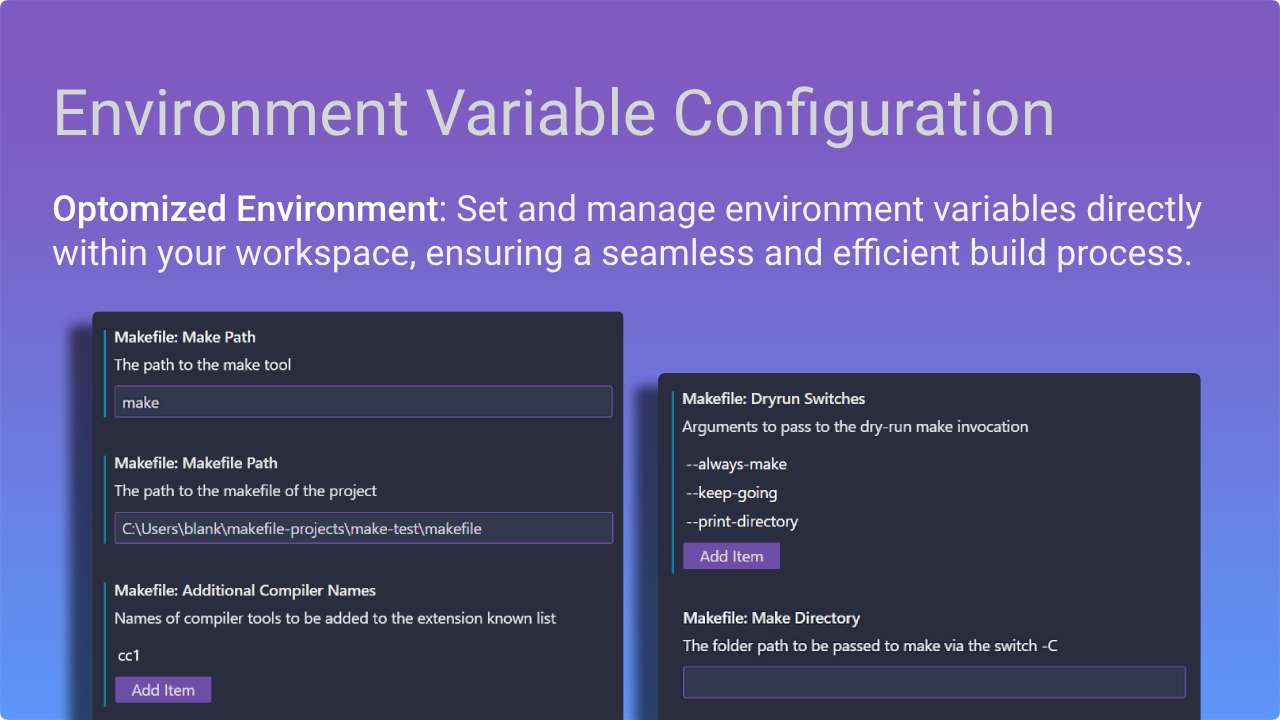 Environment Variable Configuration
Optomized Environment: Set and manage environment variables directly
within your workspace, ensuring a seamless and efficient build process.
Makefile: Make Path
The path to the make tool
make
Makefile: Makefile Path
The path to the makefile of the project
C:\Users\blank\makefile-projects\make-test\makefile
Makefile: Additional Compiler Names
Names of compiler tools to be added to the extension known list
cc1
Add Item
Makefile: Dryrun Switches
Arguments to pass to the dry-run make invocation
--always-make
--keep-going
--print-directory
Add Item
Makefile: Make Directory
The folder path to be passed to make via the switch -C